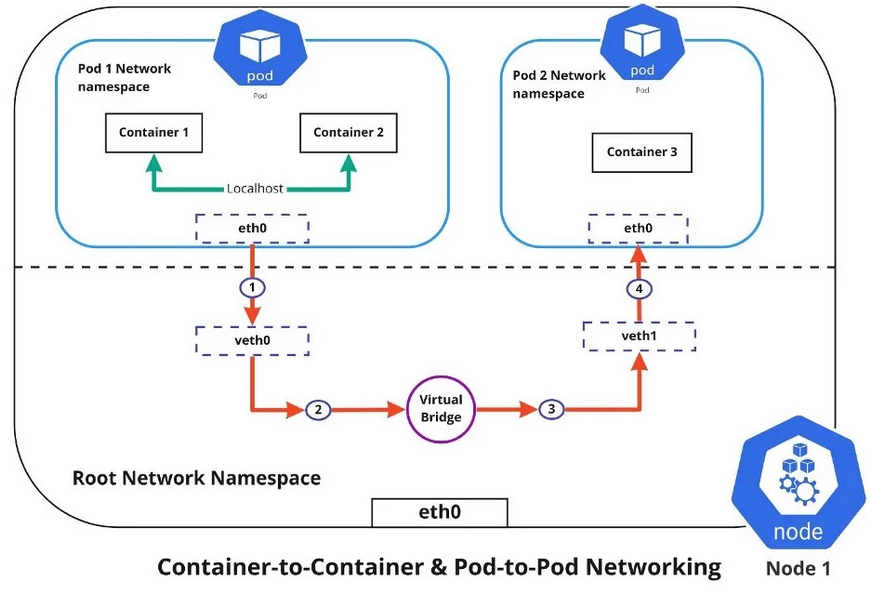 pod
Pod
Pod 1 Network
namespace
Container 1
Container 2
Localhost
eth0
pod
Pod
Pod 2 Network
namespace
Container 3
eth0
1
4
veth0
veth1
2
Virtual
Bridge
3
Root Network Namespace
eth0
node
Container-to-Container & Pod-to-Pod Networking
Node 1